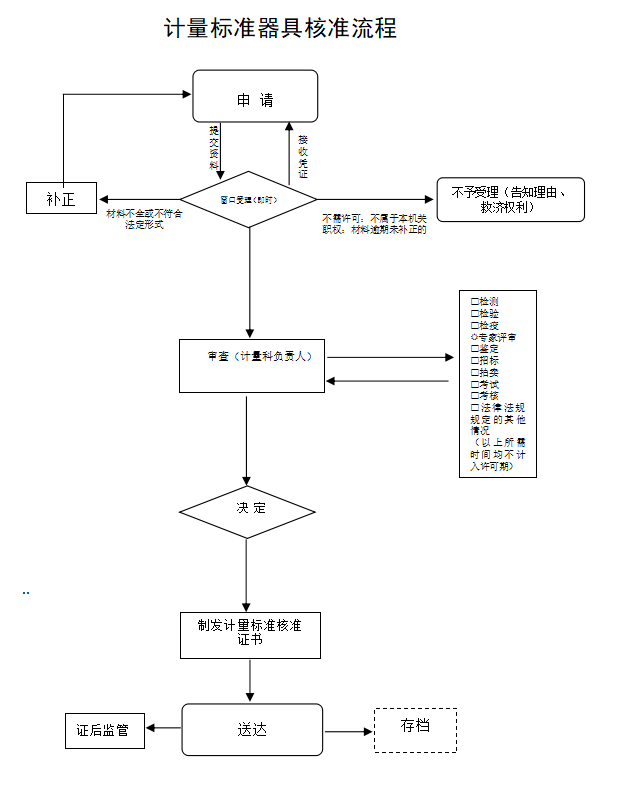 计量标准器具核准流程
申 请
提交资料
接收凭证
补正
窗口受理(即时)
不予受理（告知理由、
救济权利）
材料不全或不符合
法定形式
不需许可；不属于本机关
职权；材料逾期未补正的
审查（计量科负责人）
□检测
□检验
□检疫
◇专家评审
□鉴定
□招标
□拍卖
□考试
□考核
□法律法规
规定的其他
情况
（以上所需
时间均不计
入许可期）
决 定
..
制发计量标准核准
证书
证后监管
送达
存档